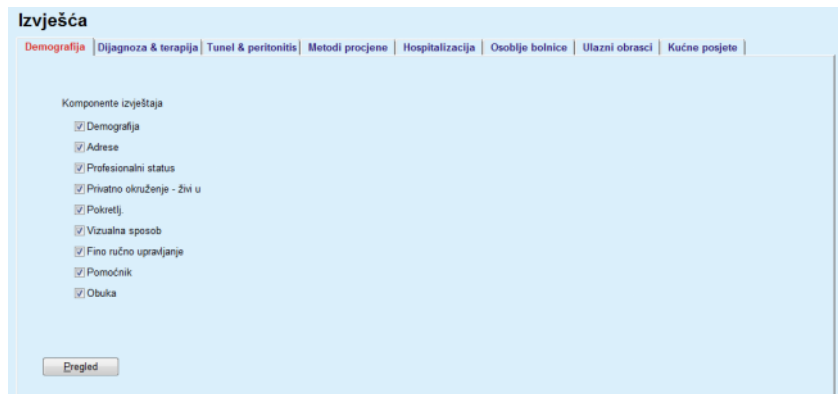 Izvješća
Demografija Dijagnoza & terapija Tunel & peritonitis Metodi procjene Hospitalizacija Osoblje bolnice Ulazni obrasci Kućne posjete
Komponente izvještaja
Demografija
Adrese
Profesionalni status
Privatno okruženje - živi u
Pokretlj.
Vizualna sposob
Fino ručno upravljanje
Pomoćnik
Obuka
Pregled